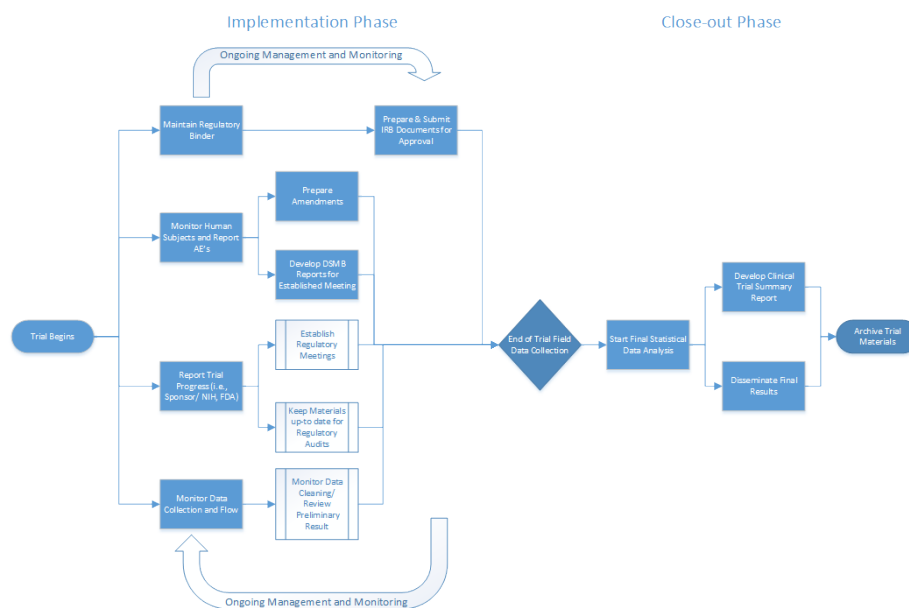 Implementation Phase
Close-out Phase
Ongoing Management and Monitoring
Maintain Regulatory
Binder
Prepare & Submit
IRB Documents for
Approval
Prepare
Amendments
Monitor Human
Subjects and Report
AE's
Develop DSMB
Reports for
Established Meeting
Trial Begins
Establish
Regulatory
Meetings
Report Trial
Progress (i.e.,
Sponsor/ NIH, FDA)
Keep Materials
up-to date for
Regulatory
Audits
Monitor Data
Collection and Flow
Monitor Data
Cleaning/
Review
Preliminary
Result
End of Trial Field
Data Collection
Start Final Statistical
Data Analysis
Develop Clinical
Trial Summary
Report
Disseminate Final
Results
Archive Trial
Materials
Ongoing Management and Monitoring